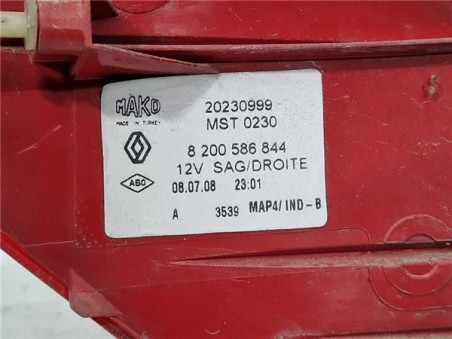 MAKO 20230999
MADE IN TURKEY MST 0230
8 200 586 844
12V SAG/DROITE
ABO 08.07.08 23:01
A 3539 MAP4/ IND-B